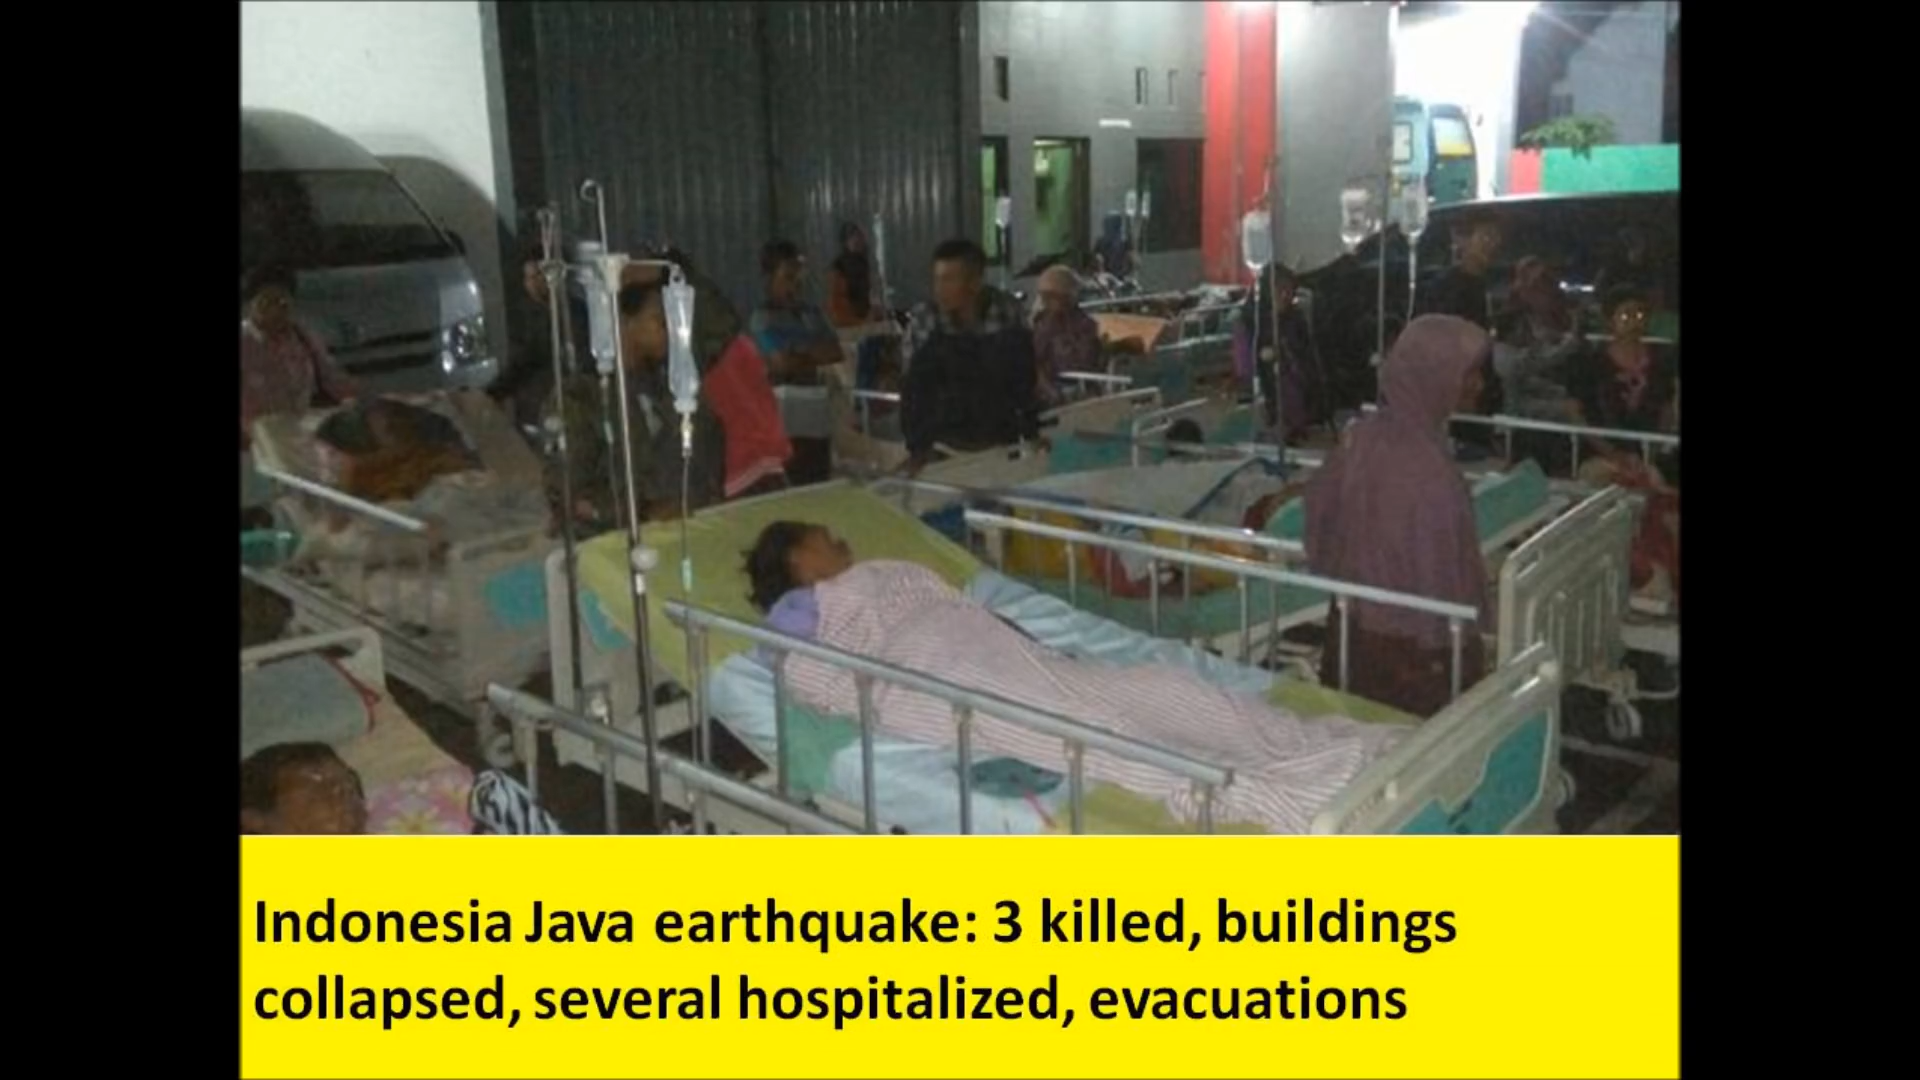 Indonesia Java earthquake: 3 killed, buildings
collapsed, several hospitalized, evacuations